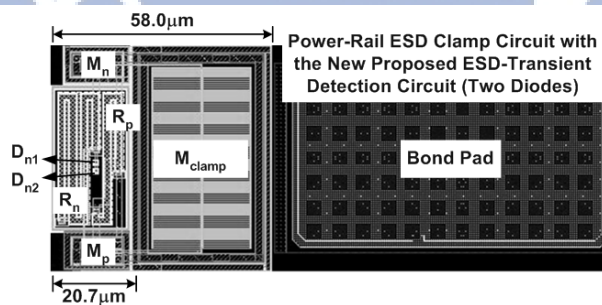 58.0μm
Power-Rail ESD Clamp Circuit with
the New Proposed ESD-Transient
Detection Circuit (Two Diodes)
Mn
Rp
Dn1
Dn2
Mclamp
Bond Pad
Rn
Mp
20.7μm